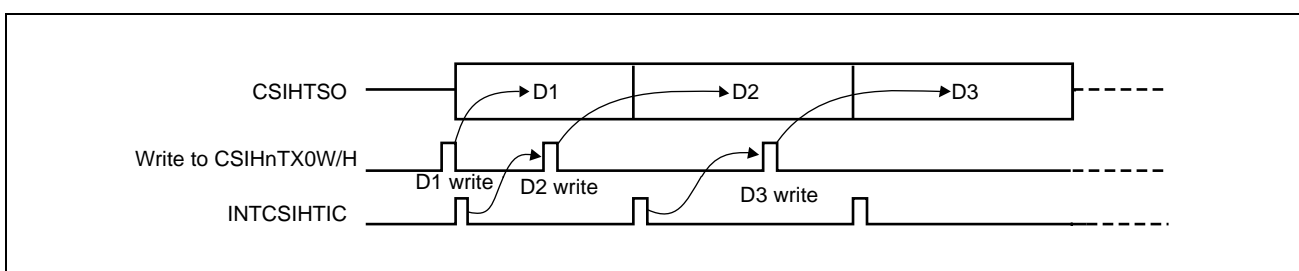 CSIHTSO
D1
D2
D3
Write to CSIHnTX0W/H
D1 write
D2 write
D3 write
INTCSIHTIC